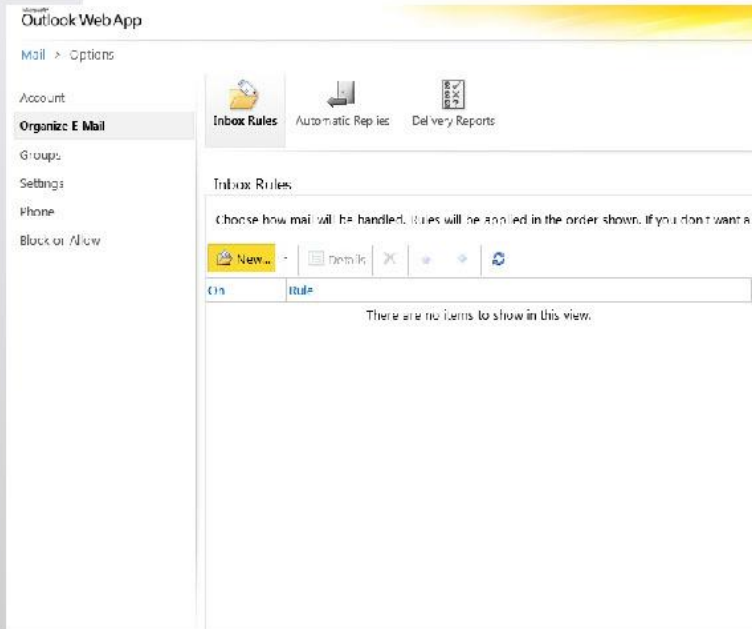 Microsoft
Outlook Web App
Mail > Options
Account
Organize E-Mail
Groups
Settings
Phone
Block or Allow
Inbox Rules
Automatic Replies
Delivery Reports
Inbox Rules
Choose how mail will be handled. Rules will be applied in the order shown. If you don't want a
New...
Details
On
Rule
There are no items to show in this view.